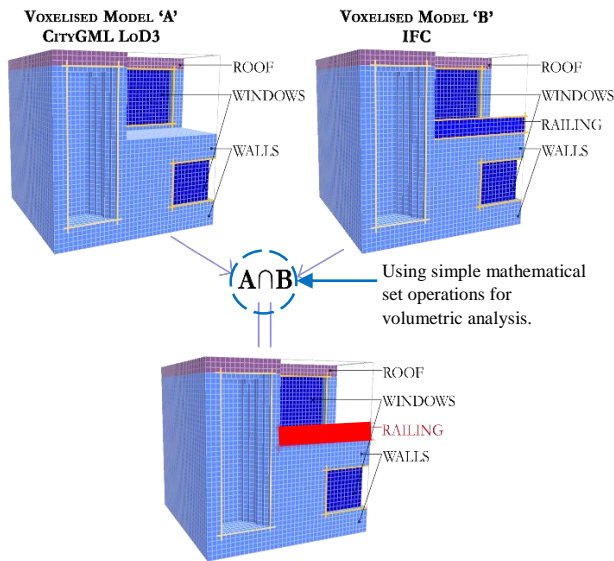 VOXELISED MODEL ‘A’
CITYGML LOD3
VOXELISED MODEL ‘B’
IFC
ROOF
WINDOWS
WALLS
ROOF
WINDOWS
RAILING
WALLS
A∩B
Using simple mathematical
set operations for
volumetric analysis.
ROOF
WINDOWS
RAILING
WALLS